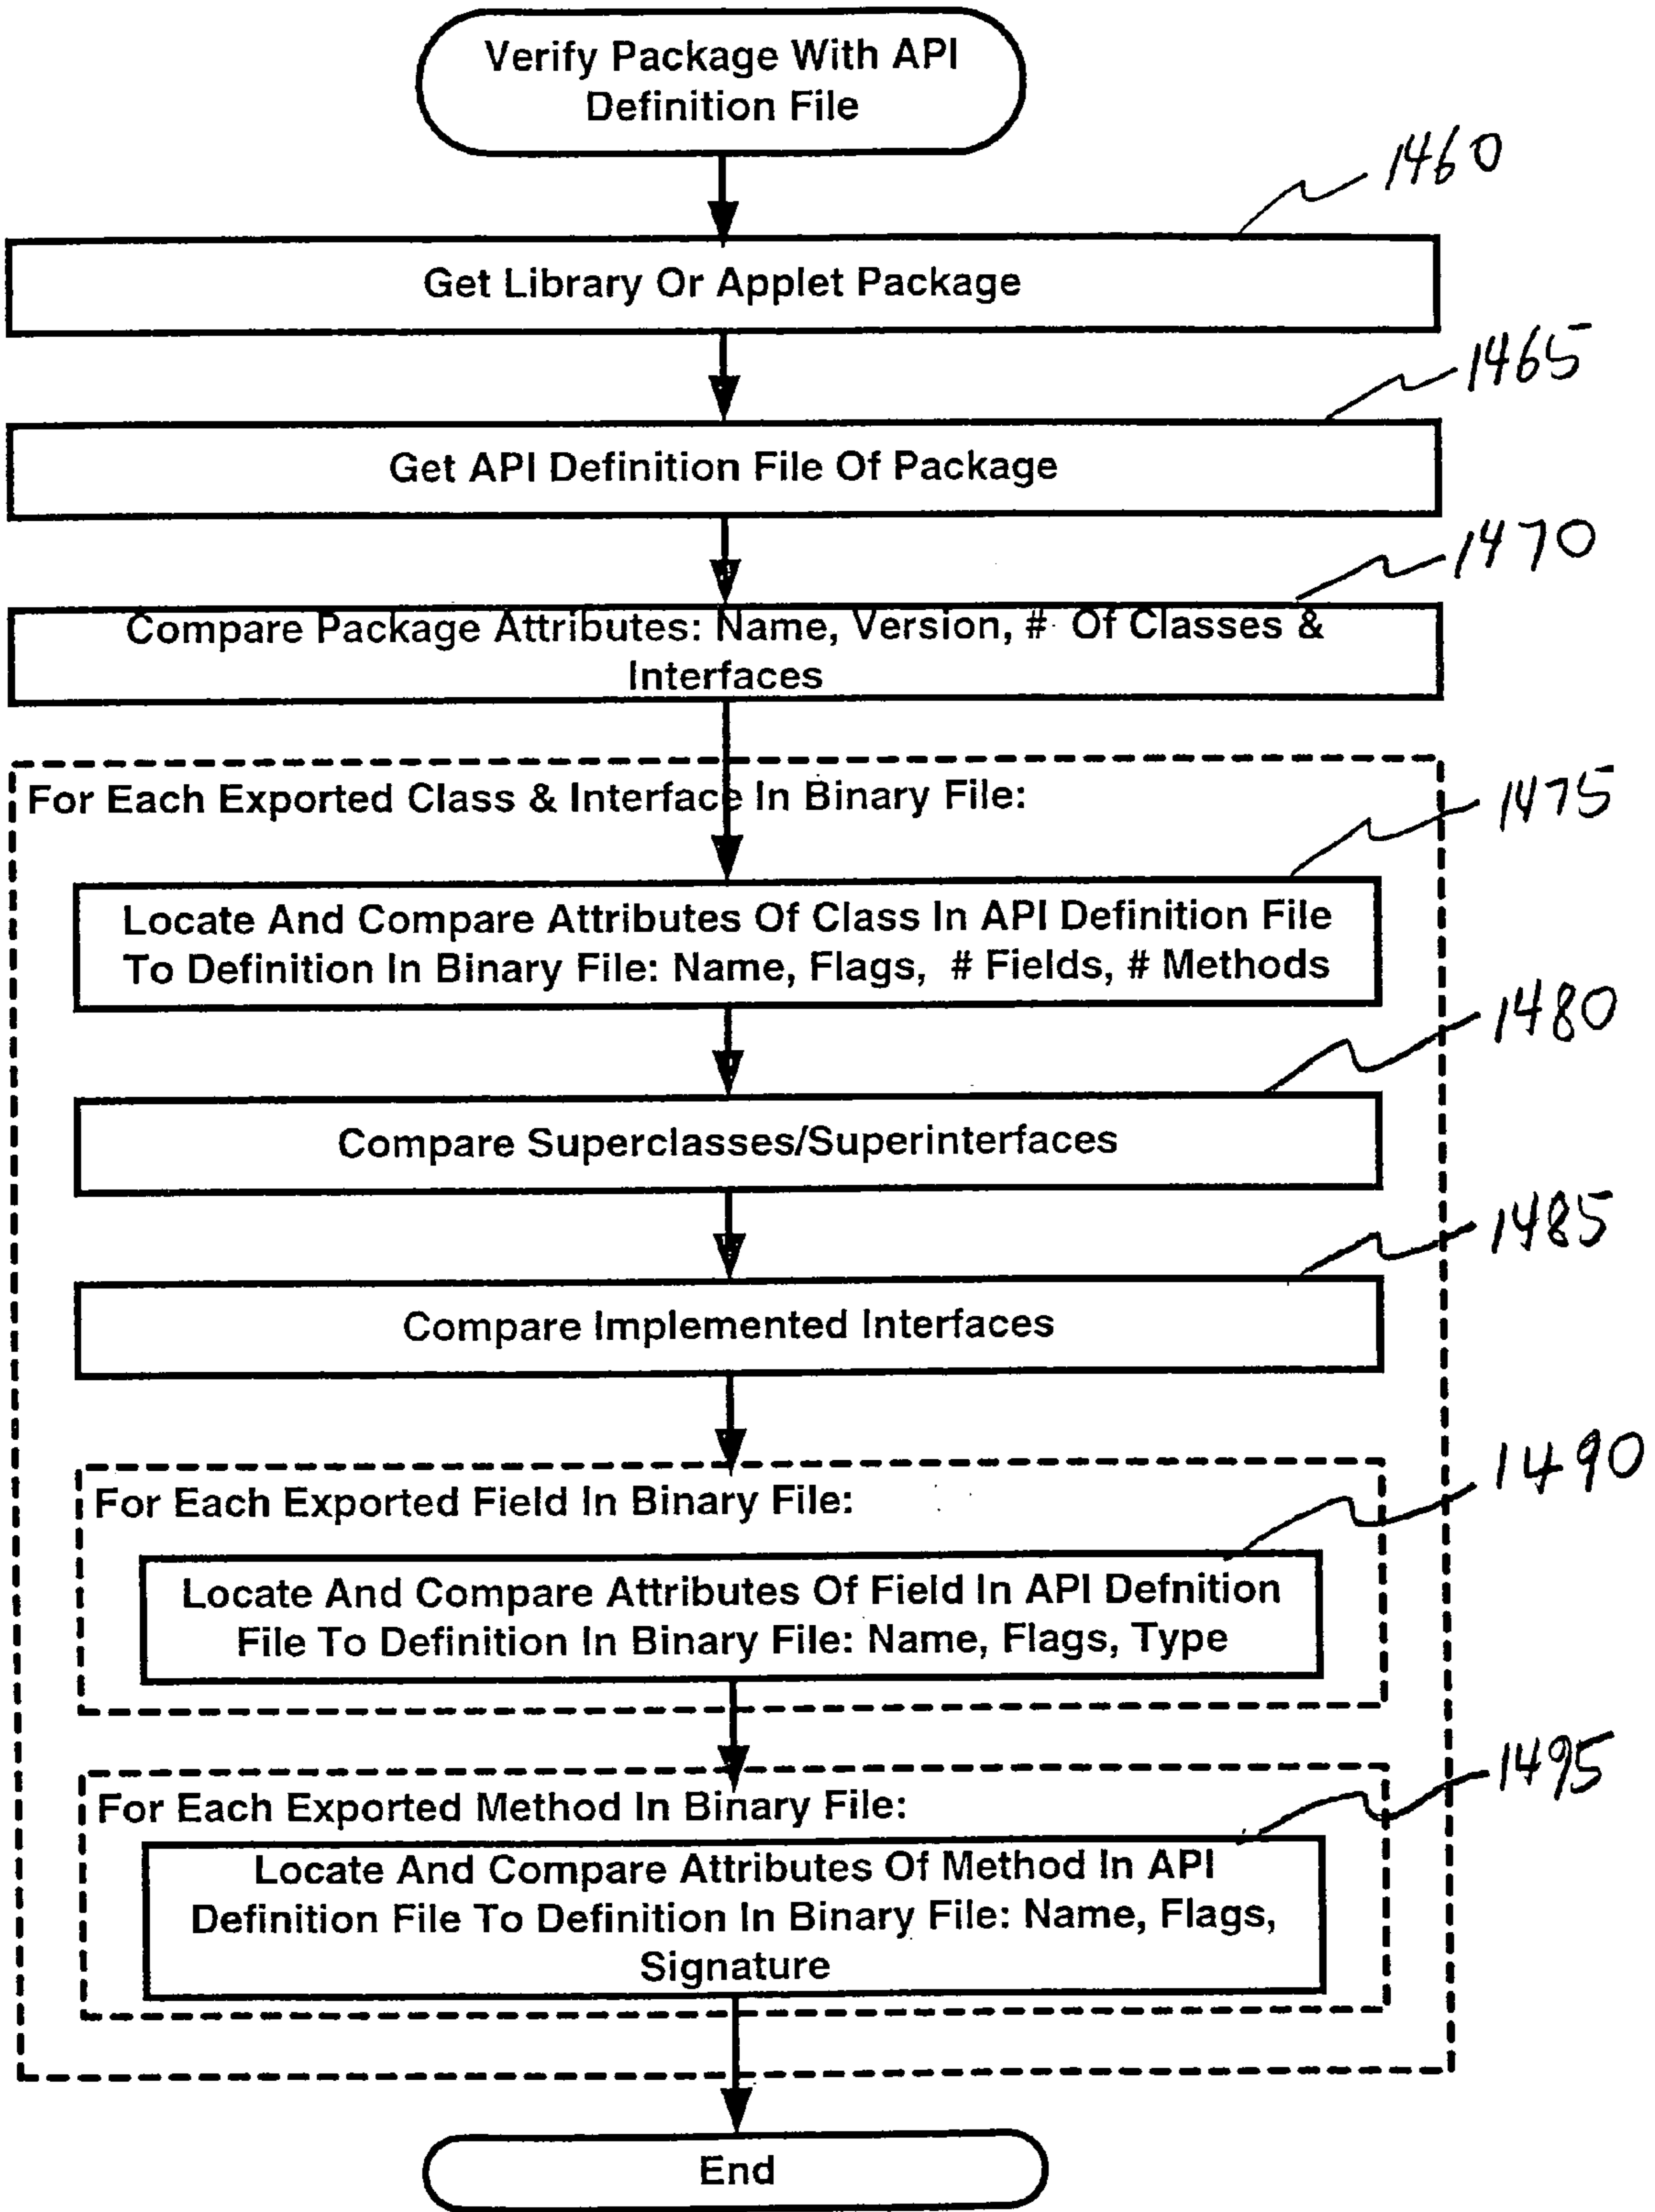 Verify Package With API
Definition File
1460
Get Library Or Applet Package
1465
Get API Definition File Of Package
1470
Compare Package Attributes: Name, Version, # Of Classes &
Interfaces
For Each Exported Class & Interface In Binary File:
1475
Locate And Compare Attributes Of Class In API Definition File
To Definition In Binary File: Name, Flags, # Fields, # Methods
1480
Compare Superclasses/Superinterfaces
1485
Compare Implemented Interfaces
1490
For Each Exported Field In Binary File:
Locate And Compare Attributes Of Field In API Defnition
File To Definition In Binary File: Name, Flags, Type
1495
For Each Exported Method In Binary File:
Locate And Compare Attributes Of Method In API
Definition File To Definition In Binary File: Name, Flags,
Signature
End